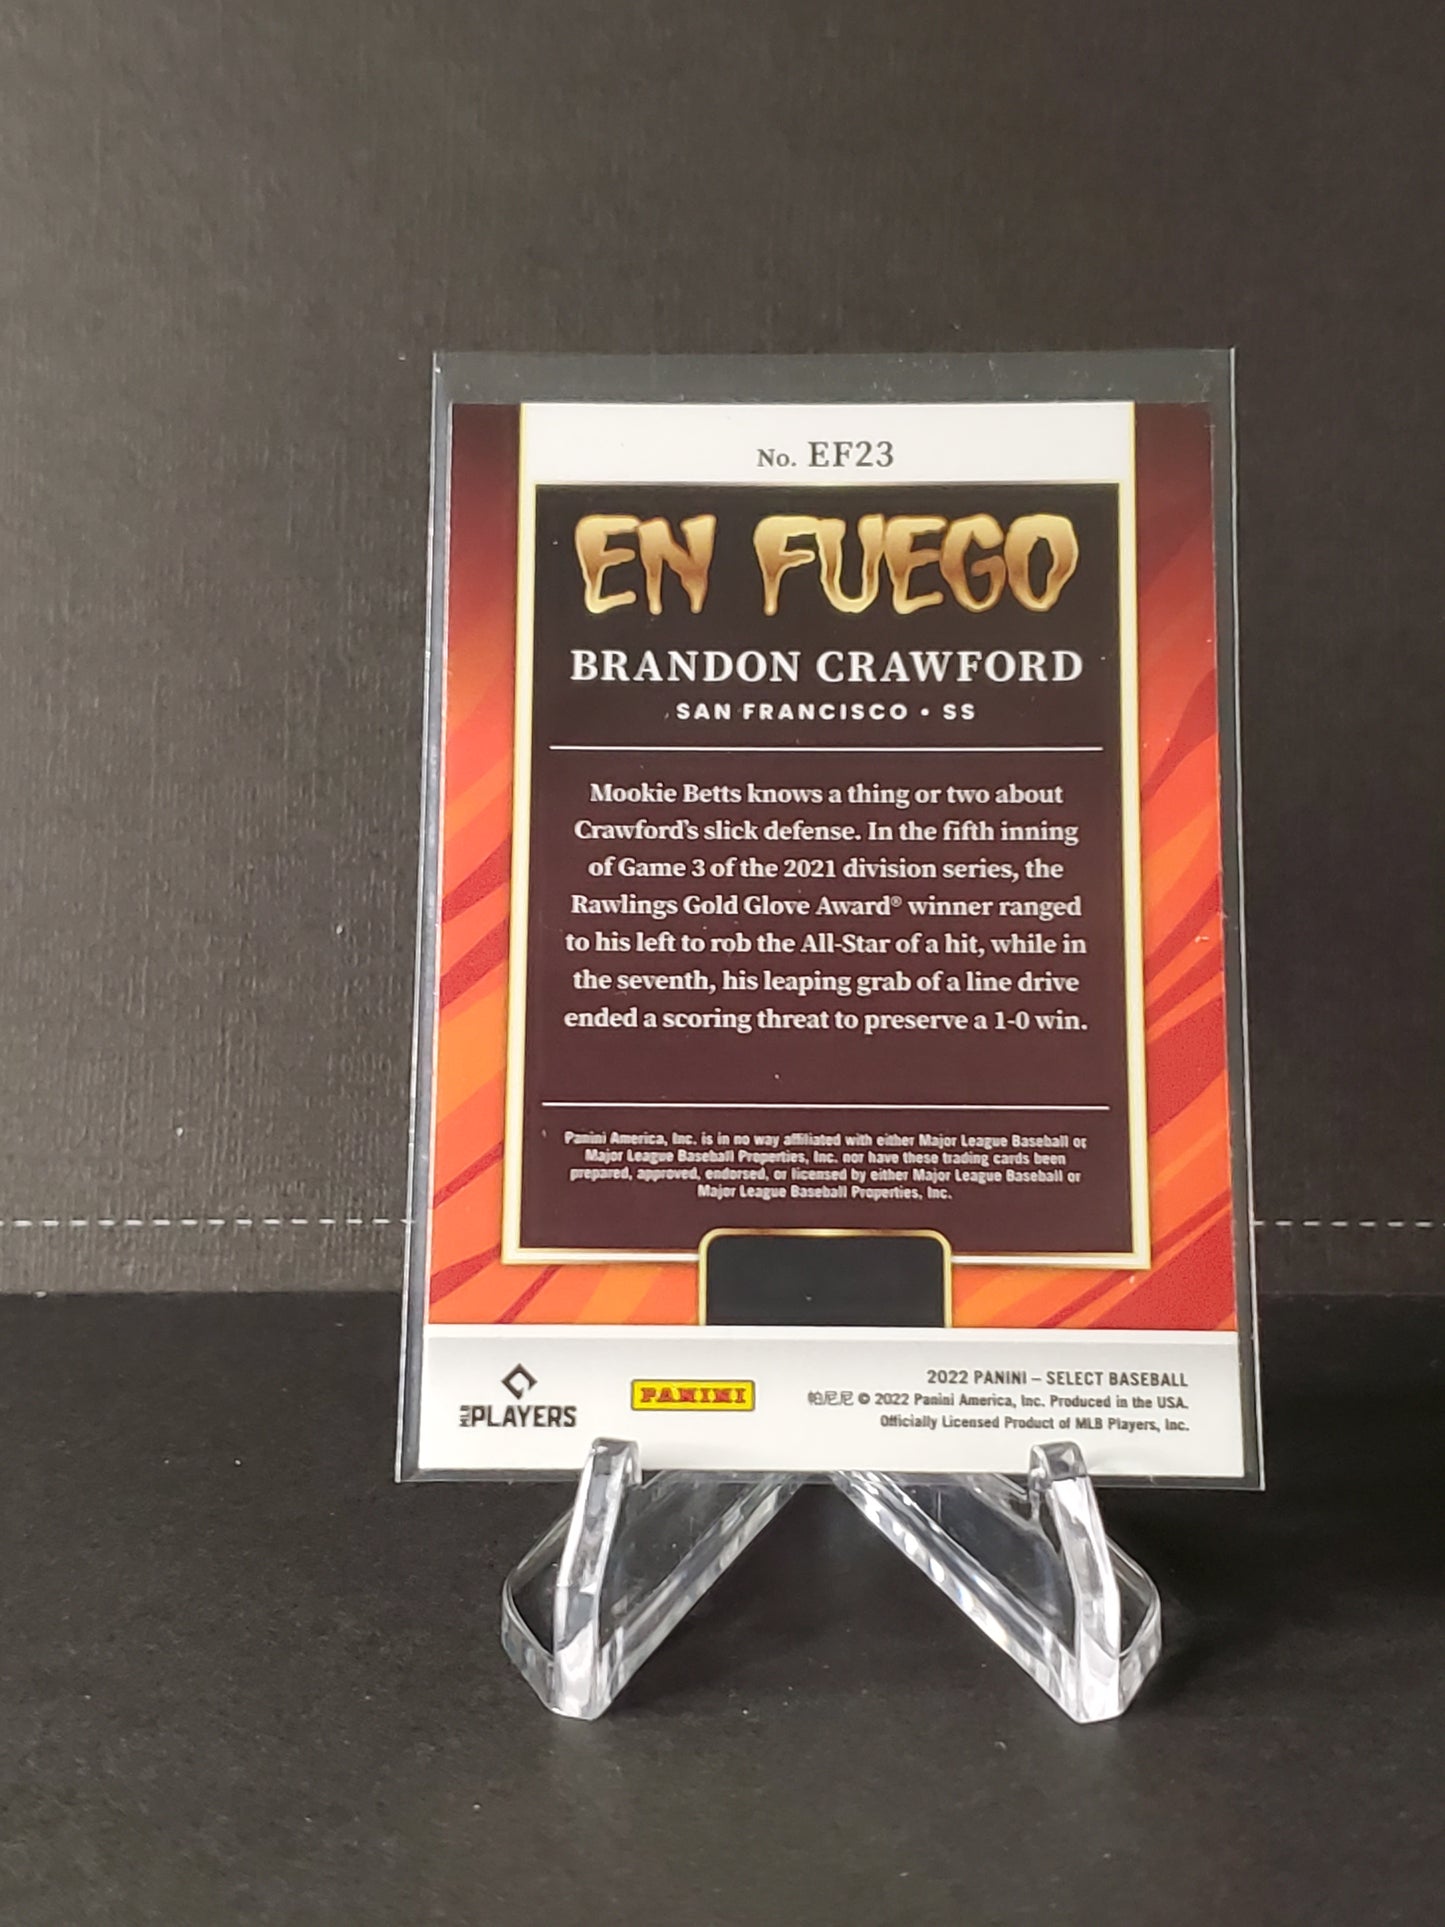 No. EF23
EN FUEGO
BRANDON CRAWFORD
SAN FRANCISCO • SS
Mookie Betts knows a thing or two about
Crawford's slick defense. In the fifth inning
of Game 3 of the 2021 division series, the
Rawlings Gold Glove Award® winner ranged
to his left to rob the All-Star of a hit, while in
the seventh, his leaping grab of a line drive
ended a scoring threat to preserve a 1-0 win.
Panini America, Inc. is in no way affiliated with either Major League Baseball or
Major League Baseball Properties, Inc. nor have these trading cards been
prepared, approved, endorsed, or licensed by either Major League Baseball or
Major League Baseball Properties, Inc.
MLB PLAYERS
PANINI
2022 PANINI – SELECT BASEBALL
帕尼尼 © 2022 Panini America, Inc. Produced in the USA.
Officially Licensed Product of MLB Players, Inc.